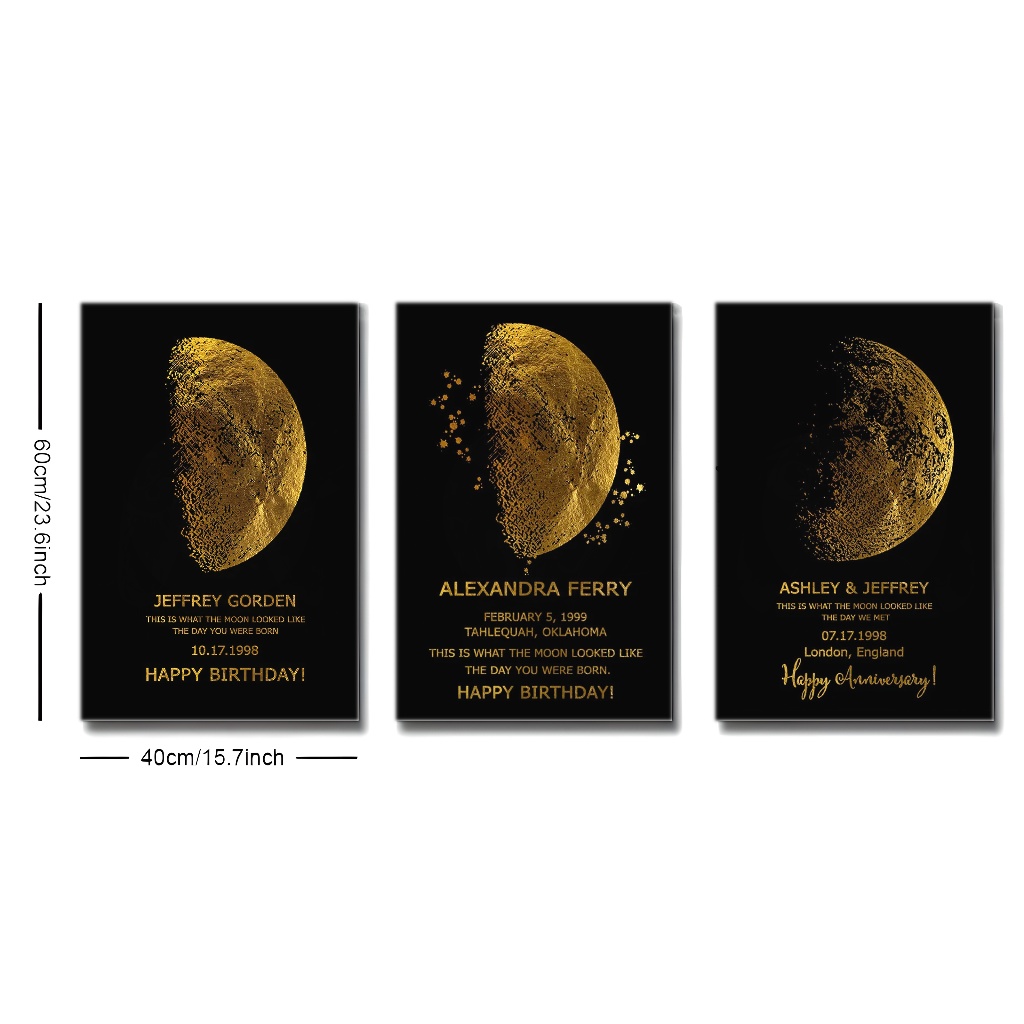 60cm/23.6inch
JEFFREY GORDEN
THIS IS WHAT THE MOON LOOKED LIKE
THE DAY YOU WERE BORN
10.17.1998
HAPPY BIRTHDAY!
ALEXANDRA FERRY
FEBRUARY 5, 1999
TAHLEQUAH, OKLAHOMA
THIS IS WHAT THE MOON LOOKED LIKE
THE DAY YOU WERE BORN.
HAPPY BIRTHDAY!
ASHLEY & JEFFREY
THIS IS WHAT THE MOON LOOKED LIKE
THE DAY WE MET
07.17.1998
London, England
Happy Anniversary!
40cm/15.7inch